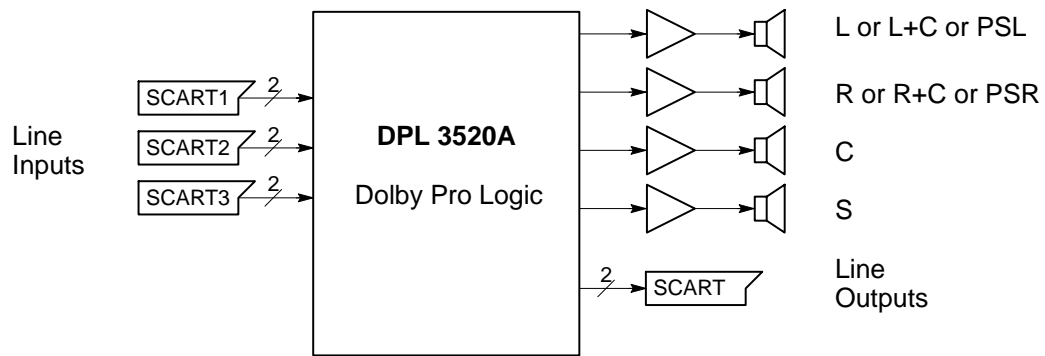 L or L+C or PSL
2
SCART1
R or R+C or PSR
Line
Inputs
2
SCART2
DPL 3520A
C
2
SCART3
Dolby Pro Logic
S
2
SCART
Line
Outputs